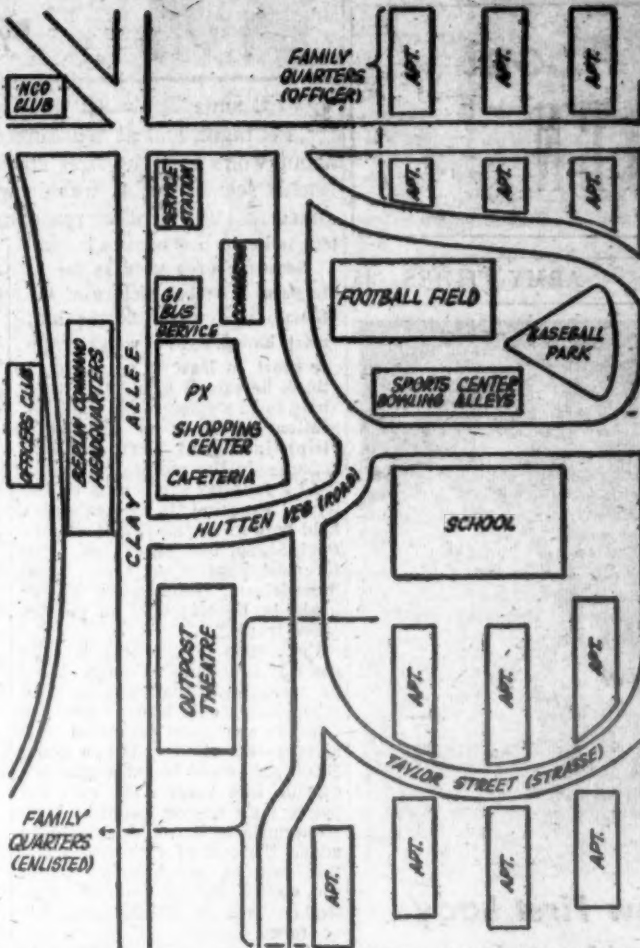 NCO
CLUB
FAMILY
QUARTERS
(OFFICER)
APT.
APT.
APT.
APT.
APT.
APT.
SERVICE
STATION
GI
BUS
SERVICE
FOOTBALL FIELD
BASEBALL
PARK
SPORTS CENTER
BOWLING ALLEYS
OFFICERS CLUB
BERLIN COMMAND
HEADQUARTERS
CLAY ALLEE
PX
SHOPPING
CENTER
CAFETERIA
HUTTEN VEG (ROAD)
SCHOOL
OUTPOST
THEATRE
APT.
APT.
APT.
TAYLOR STREET (STRASSE)
FAMILY
QUARTERS
(ENLISTED)
APT.
APT.
APT.
APT.